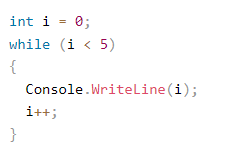 int i = 0;
while (i < 5)
{
  Console.WriteLine(i);
  i++;
}